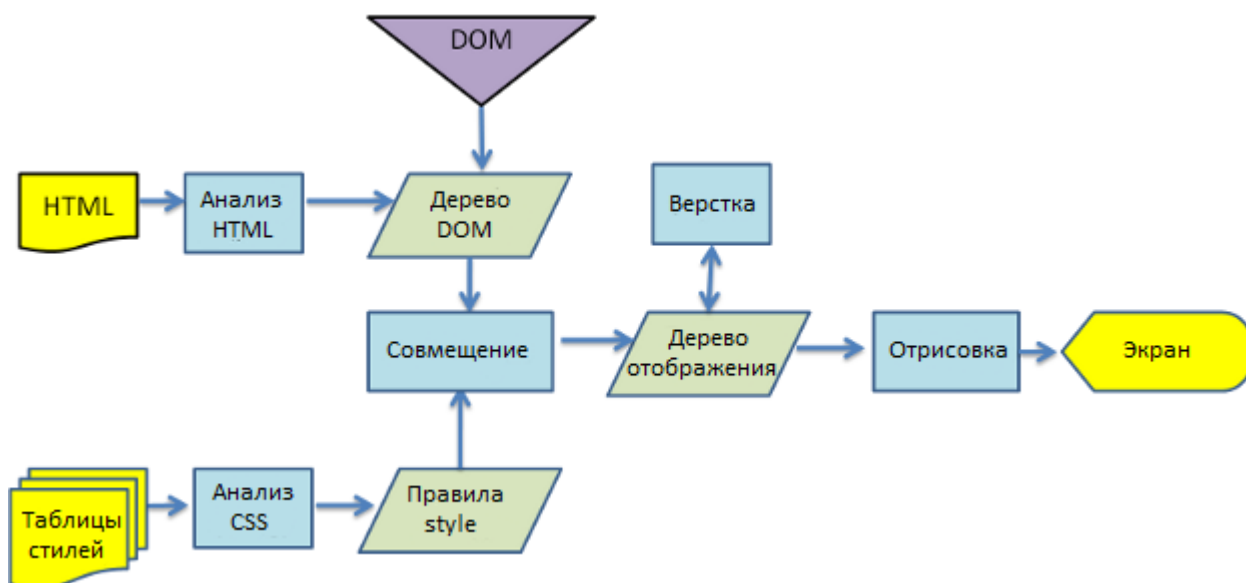 DOM
HTML
Анализ
HTML
Дерево
DOM
Верстка
Совмещение
Дерево
отображения
Отрисовка
Экран
Таблицы
стилей
Анализ
CSS
Правила
style